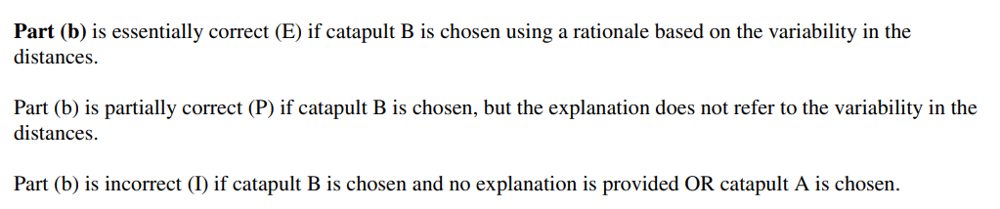 Part (b) is essentially correct (E) if catapult B is chosen using a rationale based on the variability in the
distances.
Part (b) is partially correct (P) if catapult B is chosen, but the explanation does not refer to the variability in the
distances.
Part (b) is incorrect (I) if catapult B is chosen and no explanation is provided OR catapult A is chosen.